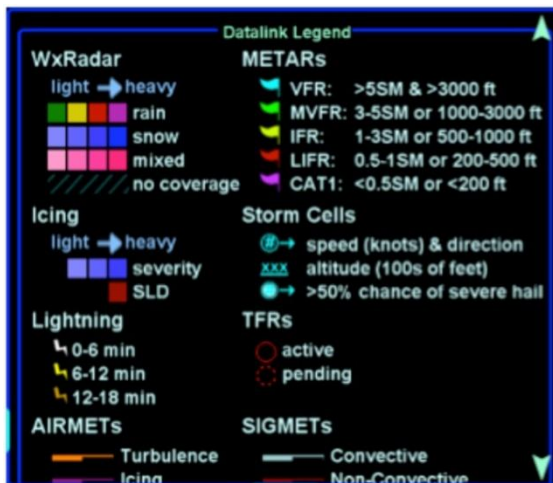 Datalink Legend
WxRadar
light heavy
rain
snow
mixed
no coverage
Icing
light heavy
severity
SLD
Lightning
0-6 min
6-12 min
12-18 min
AIRMETs
Turbulence
Icing
METARs
VFR: >5SM & >3000 ft
MVFR: 3-5SM or 1000-3000 ft
IFR: 1-3SM or 500-1000 ft
LIFR: 0.5-1SM or 200-500 ft
CAT1: <0.5SM or <200 ft
Storm Cells
# speed (knots) & direction
xxx altitude (100s of feet)
>50% chance of severe hail
TFRs
active
pending
SIGMETs
Convective
Non-Convective